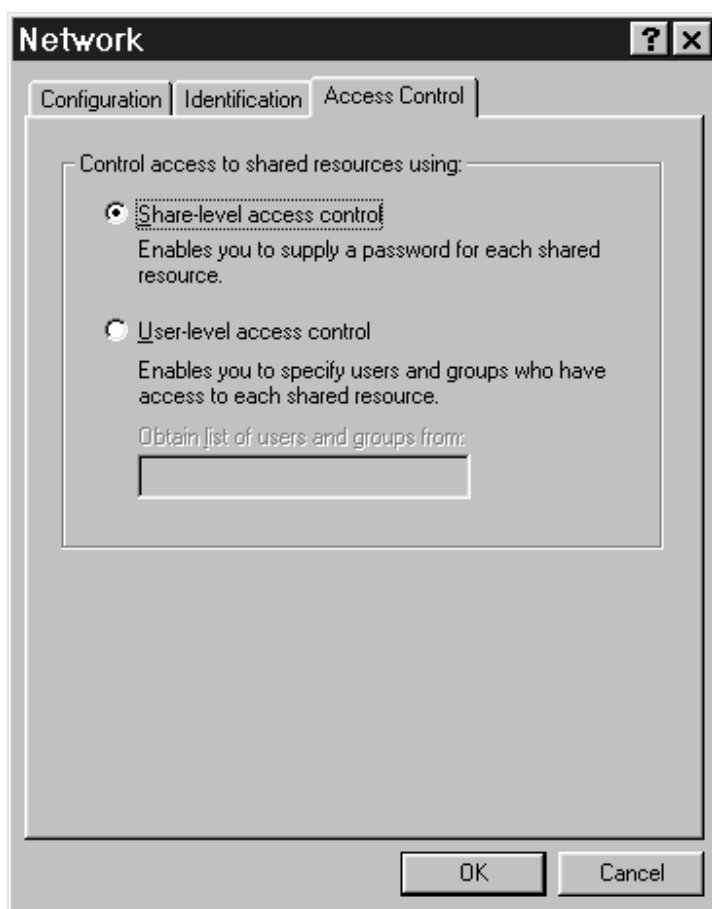 Network
Configuration Identification Access Control
Control access to shared resources using:
Share-level access control
Enables you to supply a password for each shared
resource.
User-level access control
Enables you to specify users and groups who have
access to each shared resource.
Obtain list of users and groups from:
OK Cancel